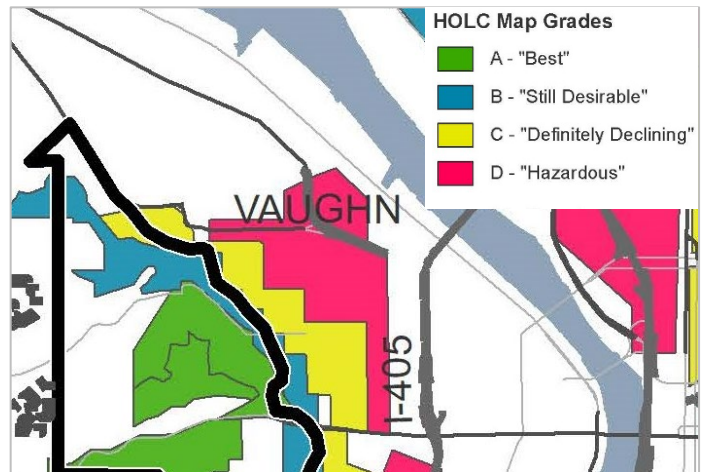 HOLC Map Grades
A - "Best"
B - "Still Desirable"
C - "Definitely Declining"
D - "Hazardous"
VAUGHN
I-405